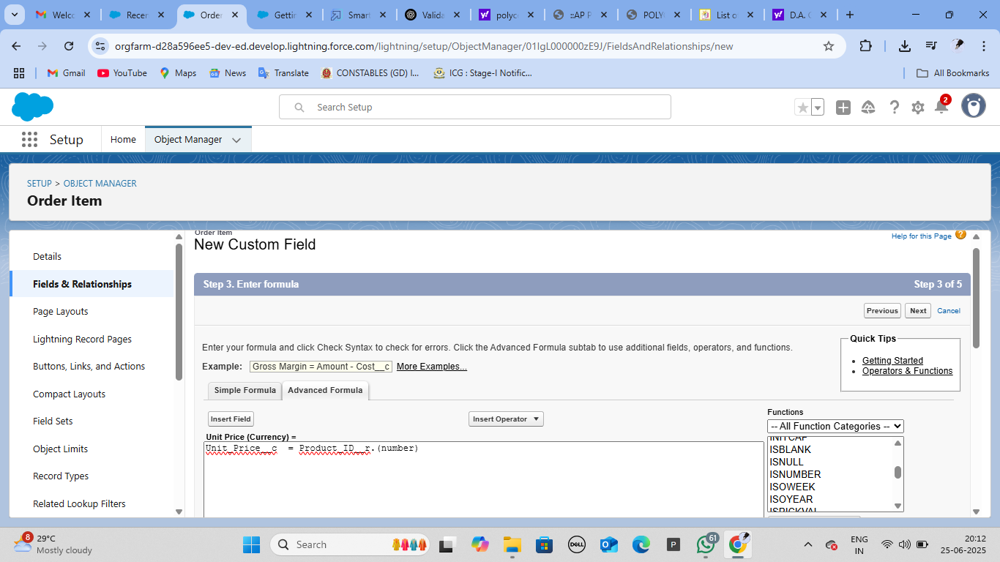 Welco
Recen
Order
Gettin
Smart
Valida
polyce
::AP P
POLY
List o
D.A. C
orgfarm-d28a596ee5-dev-ed.develop.lightning.force.com/lightning/setup/ObjectManager/01IgL000000zE9J/FieldsAndRelationships/new
Gmail
YouTube
Maps
News
Translate
CONSTABLES (GD) I...
ICG : Stage-I Notific...
All Bookmarks
Search Setup
2
Setup
Home
Object Manager
SETUP > OBJECT MANAGER
Order Item
Details
Fields & Relationships
Page Layouts
Lightning Record Pages
Buttons, Links, and Actions
Compact Layouts
Field Sets
Object Limits
Record Types
Related Lookup Filters
Order Item
New Custom Field
Help for this Page
Step 3. Enter formula
Step 3 of 5
Previous
Next
Cancel
Enter your formula and click Check Syntax to check for errors. Click the Advanced Formula subtab to use additional fields, operators, and functions.
Example: Gross Margin = Amount - Cost__c More Examples...
Quick Tips
Getting Started
Operators & Functions
Simple Formula
Advanced Formula
Insert Field
Insert Operator
Unit Price (Currency) =
Unit_Price__c = Product_ID__r.(number)
Functions
-- All Function Categories --
INITCAP
ISBLANK
ISNULL
ISNUMBER
ISOWEEK
ISOYEAR
ISPICKVAL
8
29°C
Mostly cloudy
Search
DELL
P
61
ENG
IN
20:12
25-06-2025